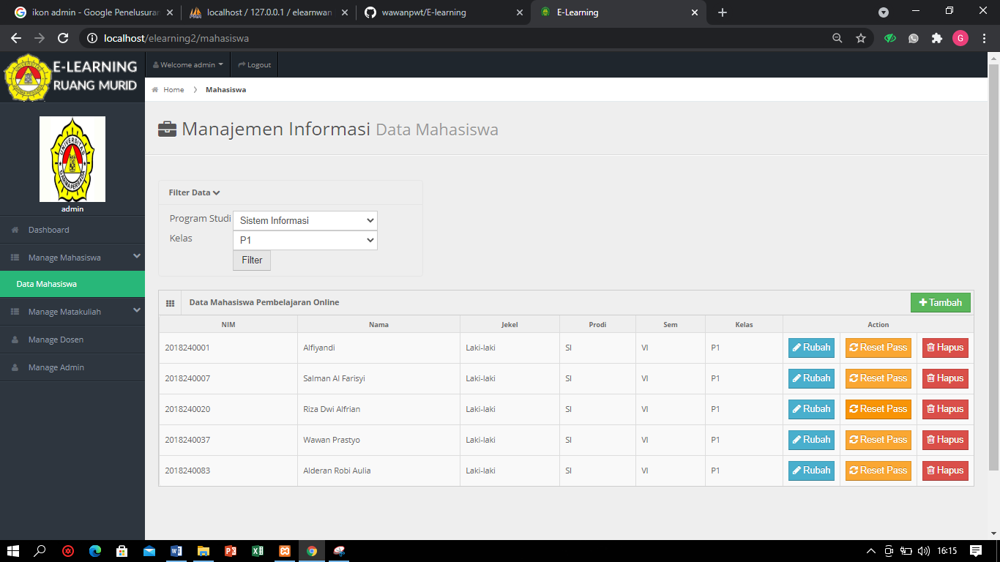 ikon admin - Google Penelusuran
localhost / 127.0.0.1 / elearnwan
wawanpwt/E-learning
E-Learning
localhost/elearning2/mahasiswa
G
E-LEARNING
RUANG MURID
Welcome admin
Logout
Home
Mahasiswa
UNIVERSITAS
DARMA PERSADA
admin
Dashboard
Manage Mahasiswa
Data Mahasiswa
Manage Matakuliah
Manage Dosen
Manage Admin
Manajemen Informasi Data Mahasiswa
Filter Data
Program Studi Sistem Informasi
Kelas P1
Filter
Data Mahasiswa Pembelajaran Online
Tambah
NIM Nama Jekel Prodi Sem Kelas Action
2018240001 Alfiyandi Laki-laki SI VI P1 Rubah Reset Pass Hapus
2018240007 Salman Al Farisyi Laki-laki SI VI P1 Rubah Reset Pass Hapus
2018240020 Riza Dwi Alfrian Laki-laki SI VI P1 Rubah Reset Pass Hapus
2018240037 Wawan Prastyo Laki-laki SI VI P1 Rubah Reset Pass Hapus
2018240083 Alderan Robi Aulia Laki-laki SI VI P1 Rubah Reset Pass Hapus
16:15